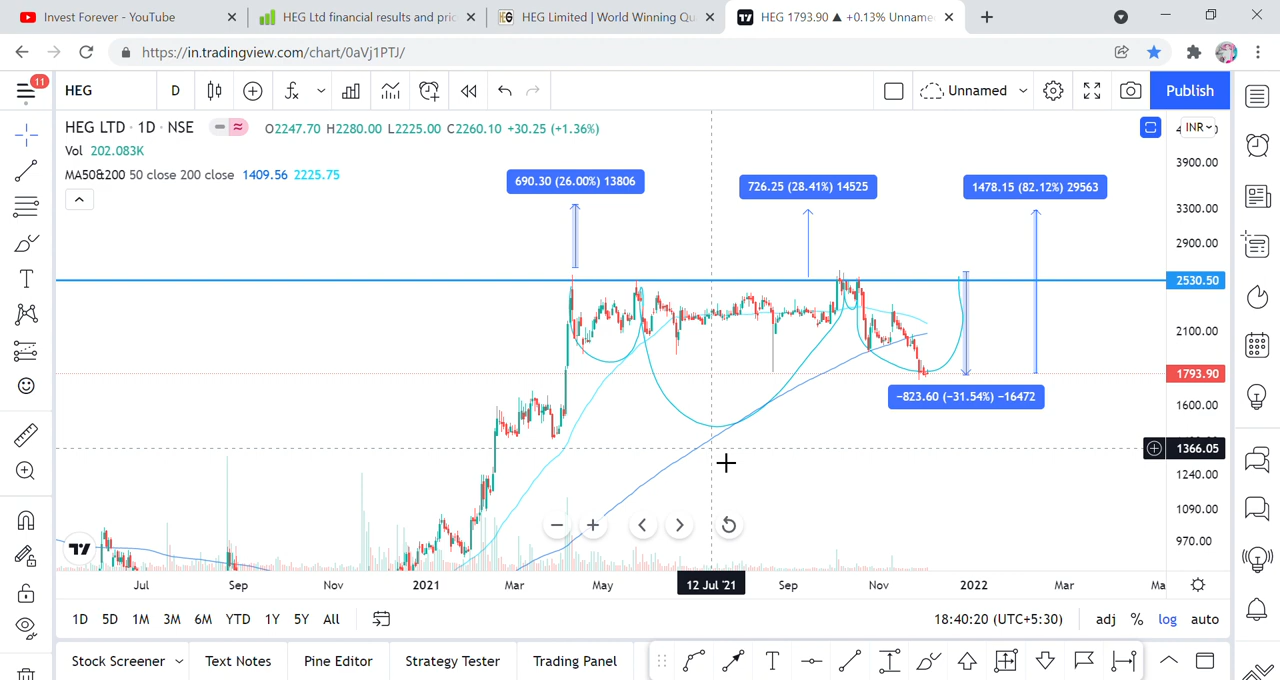 Invest Forever - YouTube
HEG Ltd financial results and pric
HEG Limited | World Winning Qu
HEG 1793.90 ▲ +0.13% Unname
https://in.tradingview.com/chart/0aVj1PTJ/
11
HEG
D
Unnamed
Publish
HEG LTD · 1D · NSE
O2247.70 H2280.00 L2225.00 C2260.10 +30.25 (+1.36%)
INR
Vol 202.083K
MA50&200 50 close 200 close 1409.56 2225.75
3900.00
690.30 (26.00%) 13806
726.25 (28.41%) 14525
1478.15 (82.12%) 29563
3300.00
2900.00
2530.50
2100.00
1793.90
−823.60 (−31.54%) −16472
1600.00
1366.05
1240.00
1090.00
970.00
Jul
Sep
Nov
2021
Mar
May
12 Jul '21
Sep
Nov
2022
Mar
Ma
1D 5D 1M 3M 6M YTD 1Y 5Y All
18:40:20 (UTC+5:30)
adj % log auto
Stock Screener
Text Notes
Pine Editor
Strategy Tester
Trading Panel